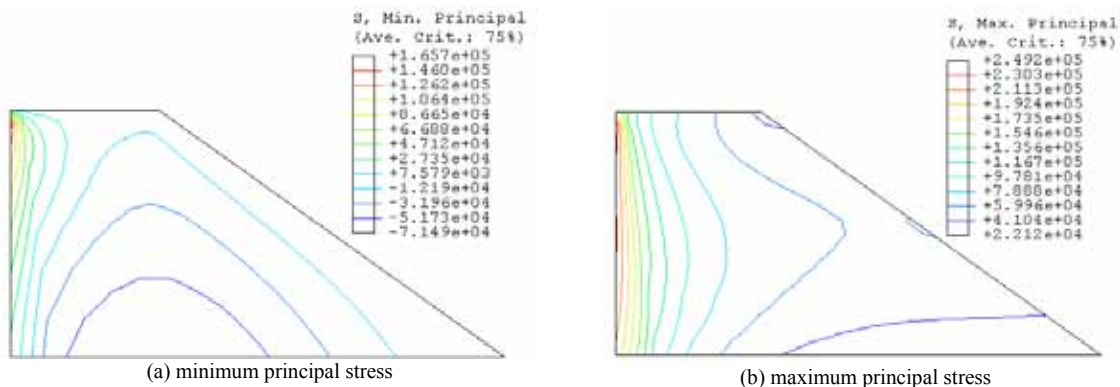 S, Min. Principal
(Ave. Crit.: 75%)
+1.657e+05
+1.460e+05
+1.262e+05
+1.064e+05
+8.665e+04
+6.688e+04
+4.712e+04
+2.735e+04
+7.579e+03
-1.219e+04
-3.196e+04
-5.173e+04
-7.149e+04
(a) minimum principal stress
S, Max. Principal
(Ave. Crit.: 75%)
+2.492e+05
+2.303e+05
+2.113e+05
+1.924e+05
+1.735e+05
+1.546e+05
+1.356e+05
+1.167e+05
+9.781e+04
+7.888e+04
+5.996e+04
+4.104e+04
+2.212e+04
(b) maximum principal stress